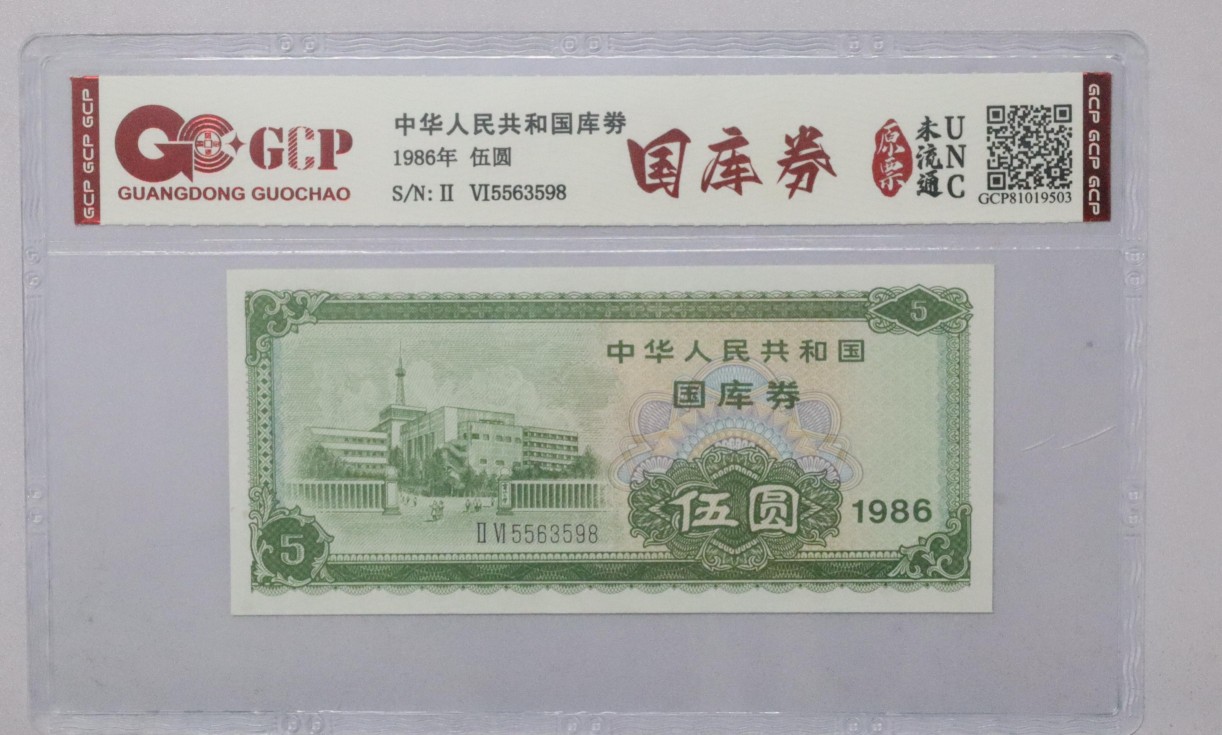 GCP GCP GCP
GCP
GUANGDONG GUOCHAO
中华人民共和国库券
1986年 伍圆
S/N: II VI5563598
国库券
原票
未流通
UNC
GCP81019503
GCP GCP GCP
5
中华人民共和国
国库券
伍圆
1986
II VI 5563598
5